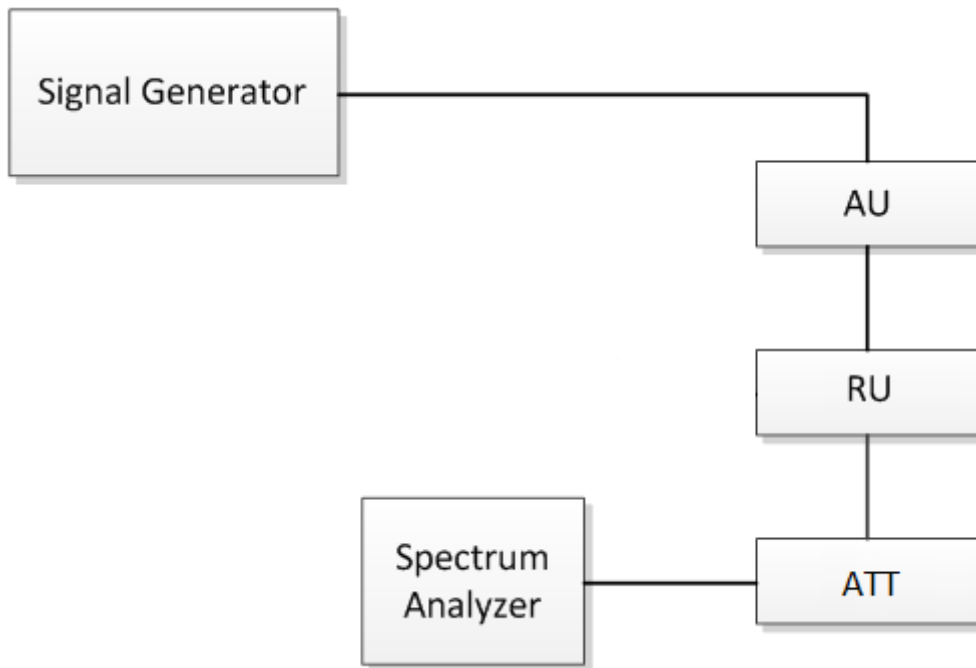 Signal Generator
AU
RU
Spectrum
Analyzer
ATT